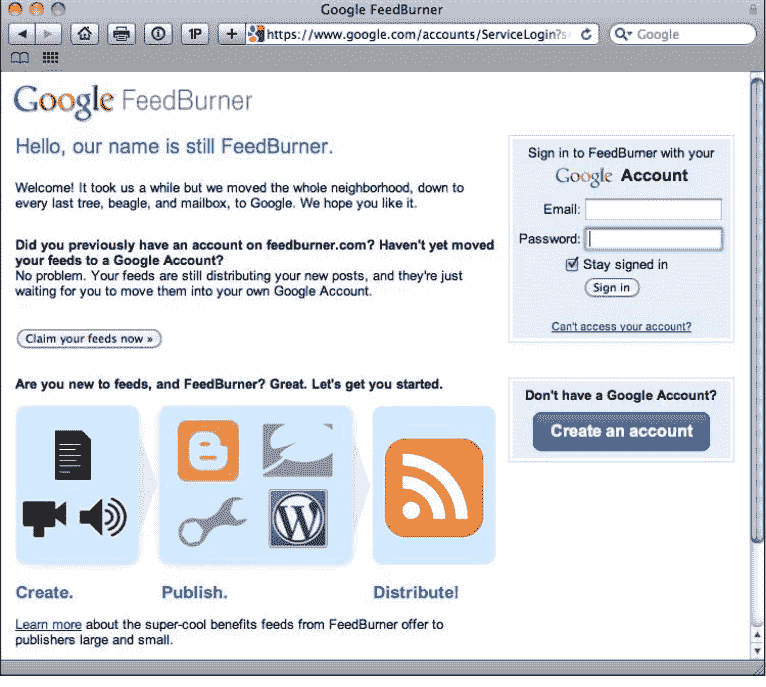 Google FeedBurner
1P
+
https://www.google.com/accounts/ServiceLogin?s
Google
Google FeedBurner
Hello, our name is still FeedBurner.
Welcome! It took us a while but we moved the whole neighborhood, down to
every last tree, beagle, and mailbox, to Google. We hope you like it.
Did you previously have an account on feedburner.com? Haven't yet moved
your feeds to a Google Account?
No problem. Your feeds are still distributing your new posts, and they're just
waiting for you to move them into your own Google Account.
Claim your feeds now »
Are you new to feeds, and FeedBurner? Great. Let's get you started.
Create.
Publish.
Distribute!
Learn more about the super-cool benefits feeds from FeedBurner offer to
publishers large and small.
Sign in to FeedBurner with your
Google Account
Email:
Password:
Stay signed in
Sign in
Can't access your account?
Don't have a Google Account?
Create an account